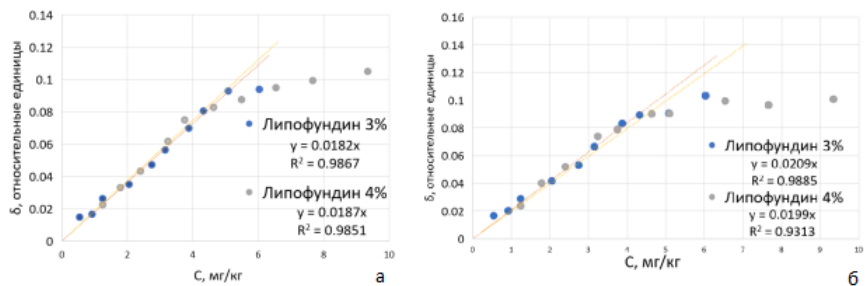 0.14
0.12
0.1
0.08
0.06
0.04
0.02
0
δ, относительные единицы
Липофундин 3%
y = 0.0182x
R² = 0.9867
Липофундин 4%
y = 0.0187x
R² = 0.9851
0 2 4 6 8 10
С, мг/кг
а
0.16
0.14
0.12
0.1
0.08
0.06
0.04
0.02
0
δ, относительные единицы
Липофундин 3%
y = 0.0209x
R² = 0.9885
Липофундин 4%
y = 0.0199x
R² = 0.9313
0 1 2 3 4 5 6 7 8 9 10
С, мг/кг
б